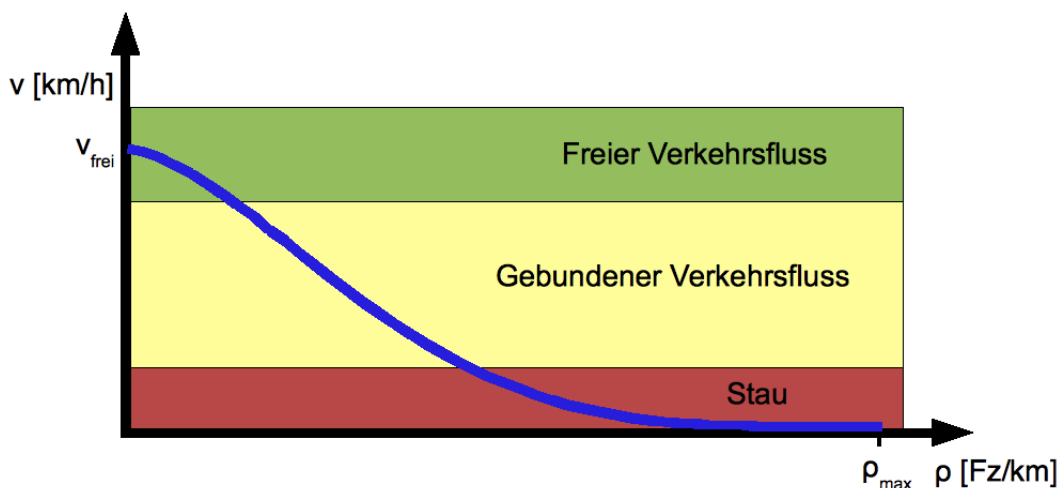 v [km/h]
v_frei
Freier Verkehrsfluss
Gebundener Verkehrsfluss
Stau
ρ_max ρ [Fz/km]